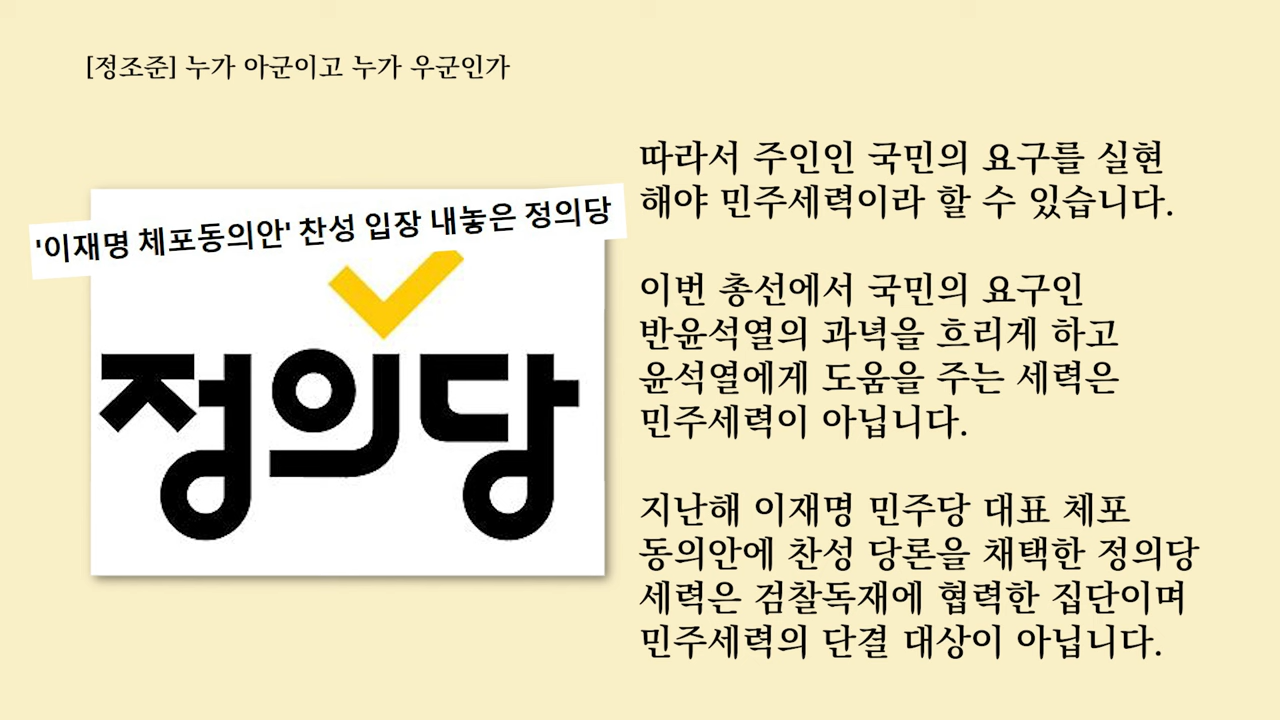 [정조준] 누가 아군이고 누가 우군인가
'이재명 체포동의안' 찬성 입장 내놓은 정의당
정의당
따라서 주인인 국민의 요구를 실현
해야 민주세력이라 할 수 있습니다.
이번 총선에서 국민의 요구인
반윤석열의 과녁을 흐리게 하고
윤석열에게 도움을 주는 세력은
민주세력이 아닙니다.
지난해 이재명 민주당 대표 체포
동의안에 찬성 당론을 채택한 정의당
세력은 검찰독재에 협력한 집단이며
민주세력의 단결 대상이 아닙니다.